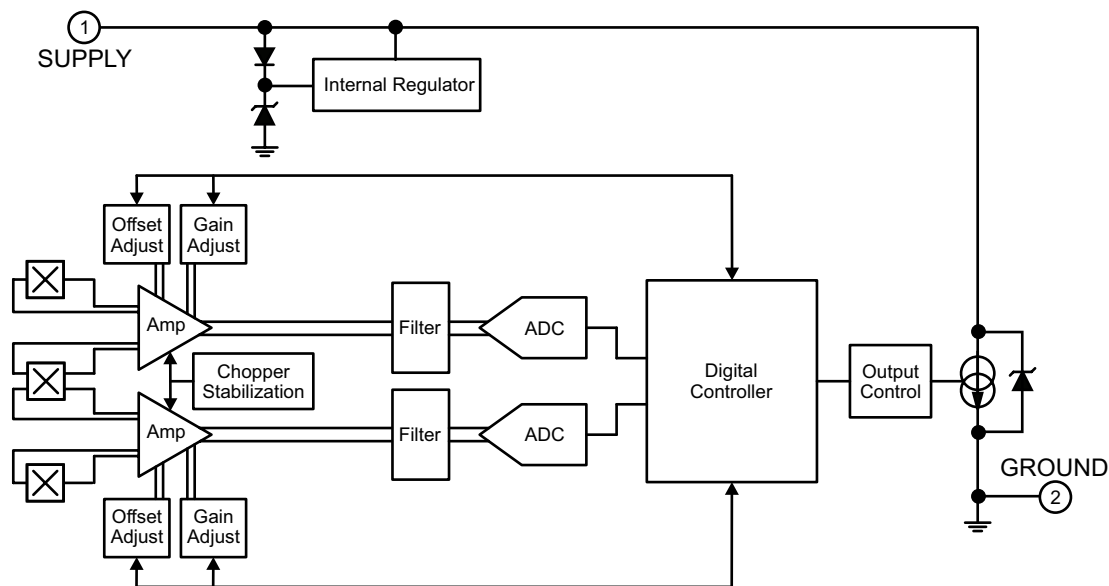 1
SUPPLY
Internal Regulator
Offset
Adjust
Gain
Adjust
Amp
Filter
ADC
Chopper
Stabilization
Digital
Controller
Output
Control
Amp
Filter
ADC
GROUND
2
Offset
Adjust
Gain
Adjust